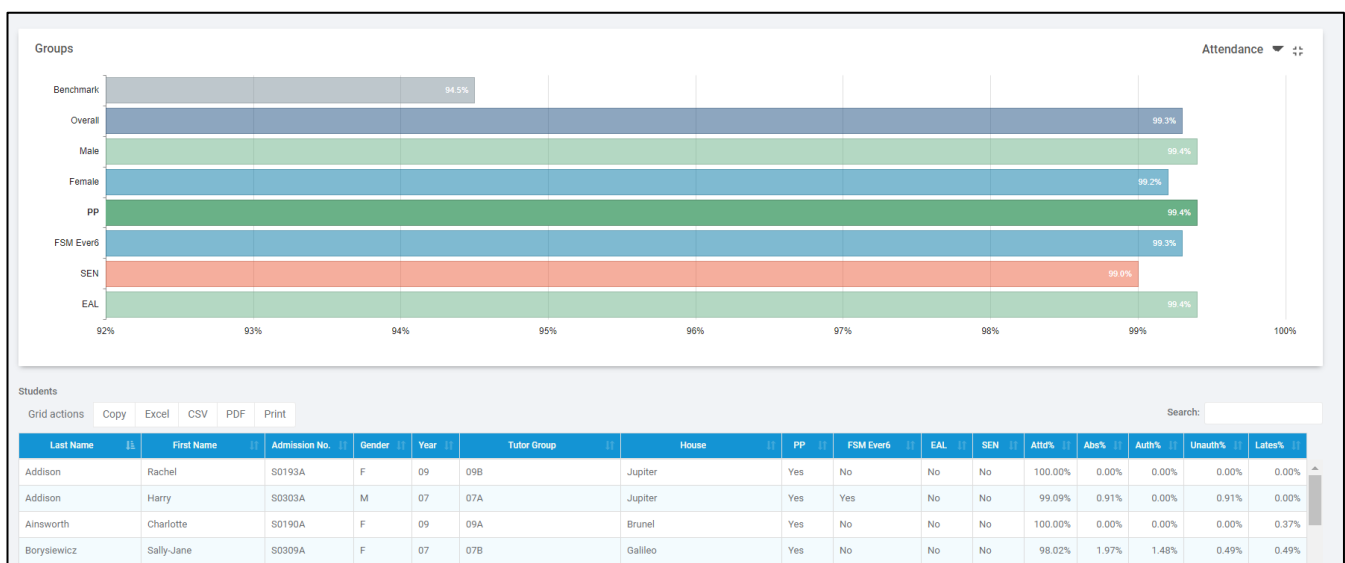 Groups Attendance
Benchmark 94.5%
Overall 99.3%
Male 99.4%
Female 99.2%
PP 99.4%
FSM Ever6 99.3%
SEN 99.0%
EAL 99.4%
92% 93% 94% 95% 96% 97% 98% 99% 100%
Students
Grid actions Copy Excel CSV PDF Print Search:
Last Name First Name Admission No. Gender Year Tutor Group House PP FSM Ever6 EAL SEN Attd% Abs% Auth% Unauth% Lates%
Addison Rachel S0193A F 09 09B Jupiter Yes No No No 100.00% 0.00% 0.00% 0.00% 0.00%
Addison Harry S0303A M 07 07A Jupiter Yes Yes No No 99.09% 0.91% 0.00% 0.91% 0.00%
Ainsworth Charlotte S0190A F 09 09A Brunel Yes No No No 100.00% 0.00% 0.00% 0.00% 0.37%
Borysiewicz Sally-Jane S0309A F 07 07B Galileo Yes No No No 98.02% 1.97% 1.48% 0.49% 0.49%